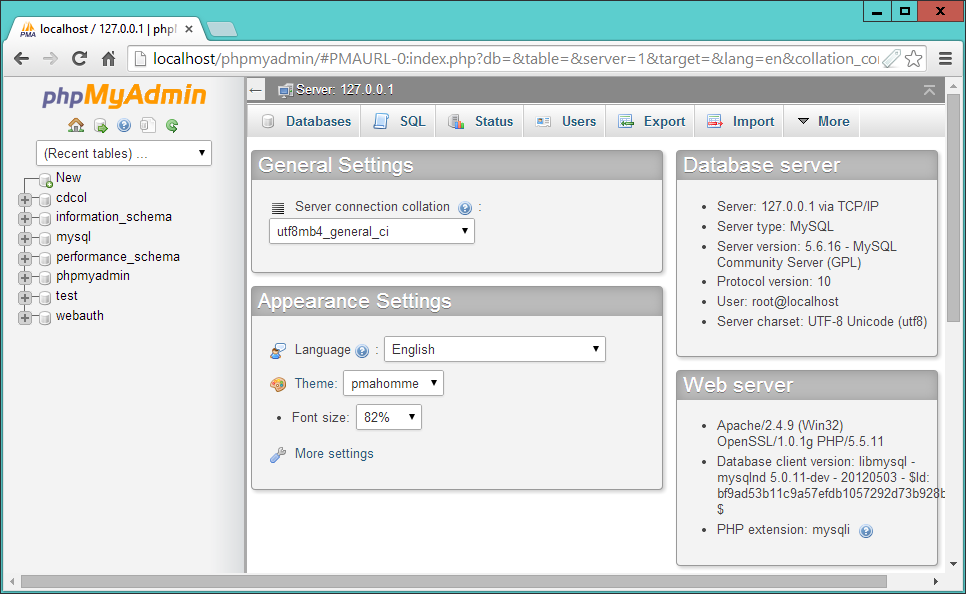 PMA
localhost / 127.0.0.1 | phpl
localhost/phpmyadmin/#PMAURL-0:index.php?db=&table=&server=1&target=&lang=en&collation_co
phpMyAdmin
(Recent tables) ...
New
cdcol
information_schema
mysql
performance_schema
phpmyadmin
test
webauth
Server: 127.0.0.1
Databases
SQL
Status
Users
Export
Import
More
General Settings
Server connection collation :
utf8mb4_general_ci
Appearance Settings
Language :
English
Theme:
pmahomme
Font size:
82%
More settings
Database server
Server: 127.0.0.1 via TCP/IP
Server type: MySQL
Server version: 5.6.16 - MySQL
Community Server (GPL)
Protocol version: 10
User: root@localhost
Server charset: UTF-8 Unicode (utf8)
Web server
Apache/2.4.9 (Win32)
OpenSSL/1.0.1g PHP/5.5.11
Database client version: libmysql -
mysqlnd 5.0.11-dev - 20120503 - $Id:
bf9ad53b11c9a57efdb1057292d73b928b
$
PHP extension: mysqli